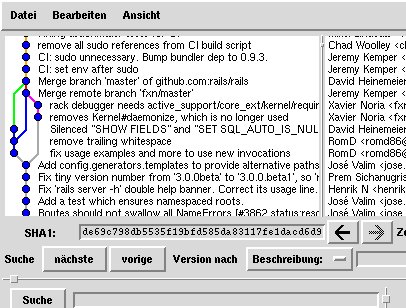 Datei Bearbeiten Ansicht
remove all sudo references from CI build script Chad Woolley <c
CI: sudo unnecessary. Bump bundler dep to 0.9.3. Jeremy Kemper <
CI: set env after sudo Jeremy Kemper <
Merge branch 'master' of github.com:rails/rails David Heinemeier
Merge remote branch 'fxn/master' Jeremy Kemper <
rack debugger needs active_support/core_ext/kernel/requir Xavier Noria <fx
removes Kernel#daemonize, which is no longer used Xavier Noria <fx
Silenced "SHOW FIELDS" and "SET SQL_AUTO_IS_NUL David Heinemeier
remove trailing whitespace RomD <romd86@
fix usage examples and more to use new invocations RomD <romd86@
Add config.generators.templates to provide alternative paths José Valim <jose
Fix tiny version number from '3.0.0beta' to '3.0.0.beta1', so 'r Prem Sichanugris
Fix 'rails server -h' double help banner. Correct its usage line. Henrik N <henrik
Add a test which ensures namespaced roots. José Valim <jose
Routes should not swallow all NameErrors [#3862 status:reso José Valim <jose
SHA1: de69c798db5535f19bfd585da83117fe1dacd6d9
Suche nächste vorige Version nach Beschreibung:
Suche